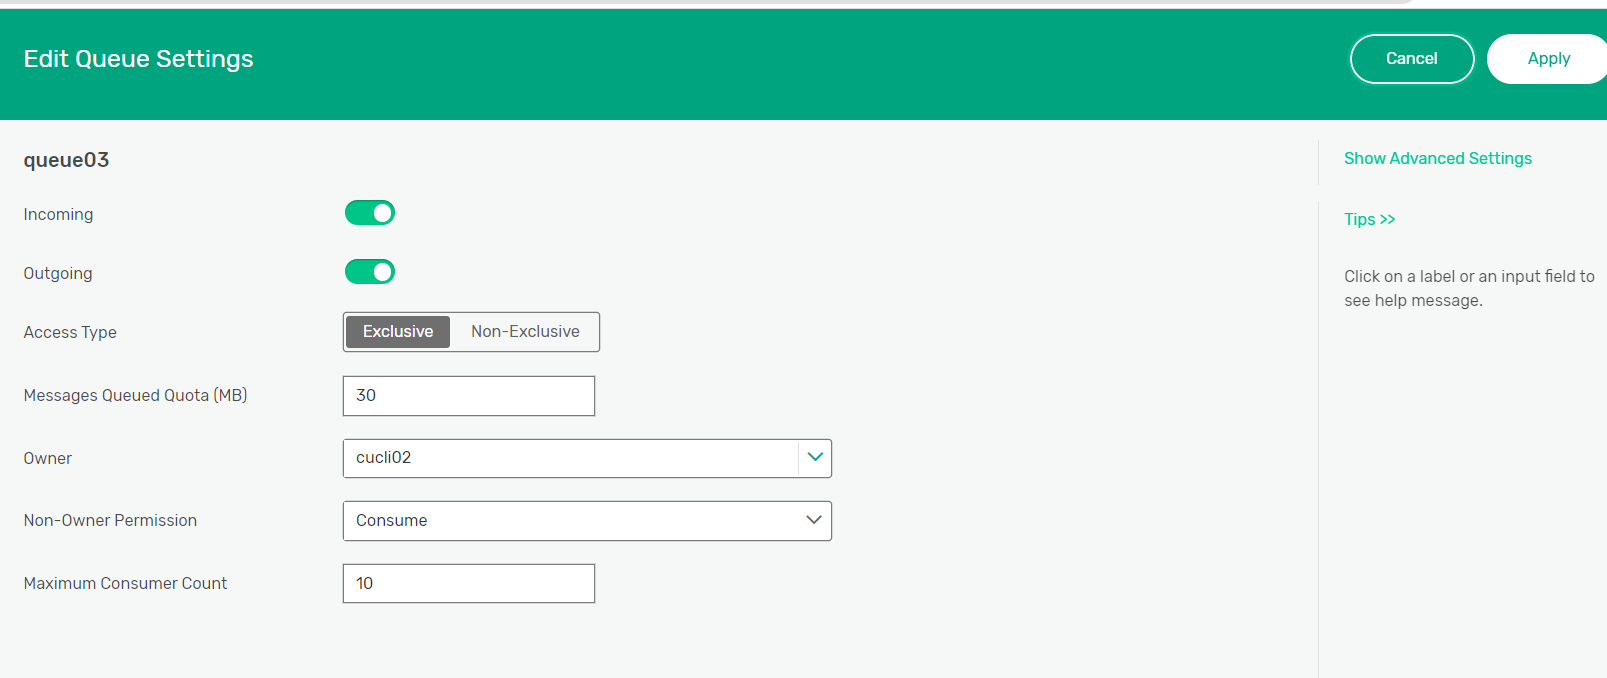 Edit Queue Settings
Cancel
Apply
queue03
Show Advanced Settings
Incoming
Tips >>
Outgoing
Click on a label or an input field to
see help message.
Access Type
Exclusive
Non-Exclusive
Messages Queued Quota (MB)
30
Owner
cucli02
Non-Owner Permission
Consume
Maximum Consumer Count
10